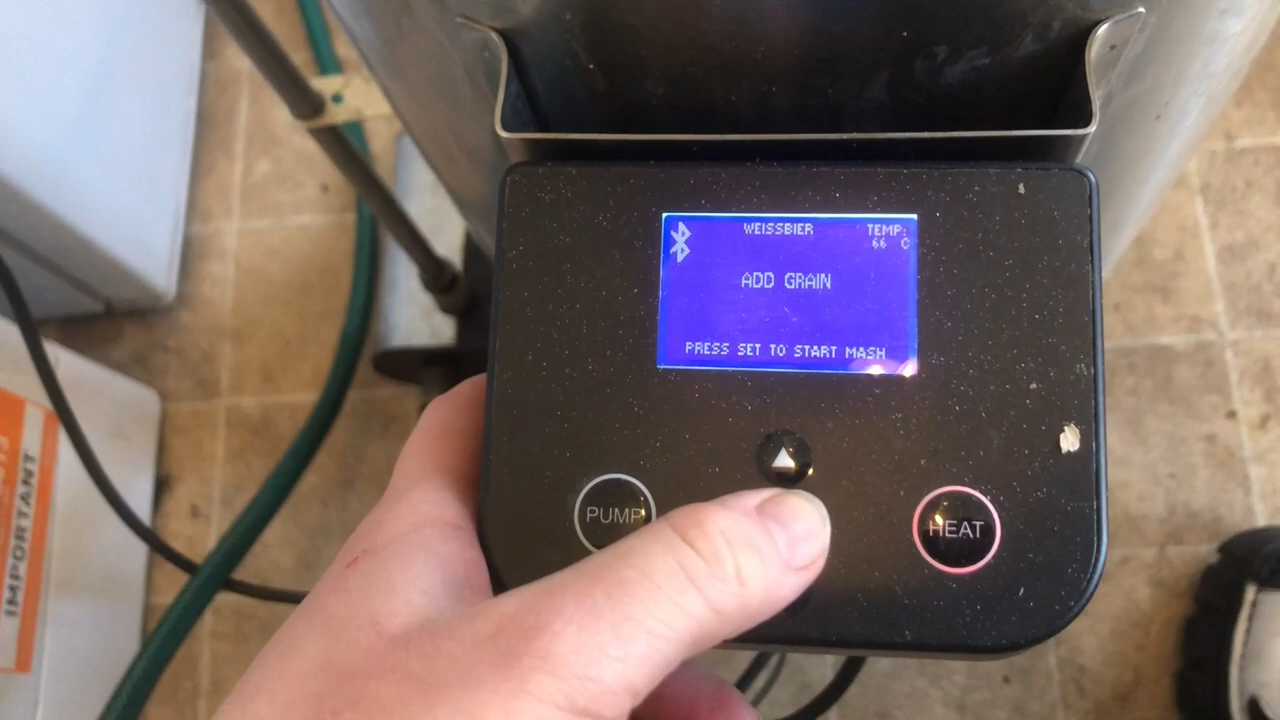 WEISSBIER
TEMP:
66 C
ADD GRAIN
PRESS SET TO START MASH
PUMP
HEAT
IMPORTANT